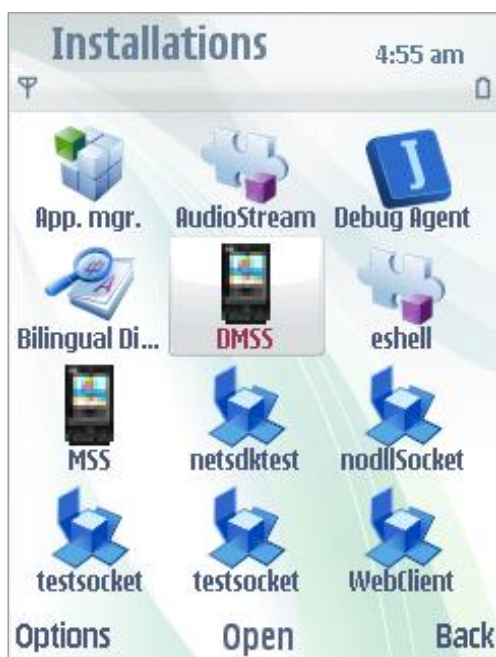 Installations
4:55 am
App. mgr. AudioStream Debug Agent
Bilingual Di... DMSS eshell
MSS netsdktest nodllSocket
testsocket testsocket WebClient
Options Open Back